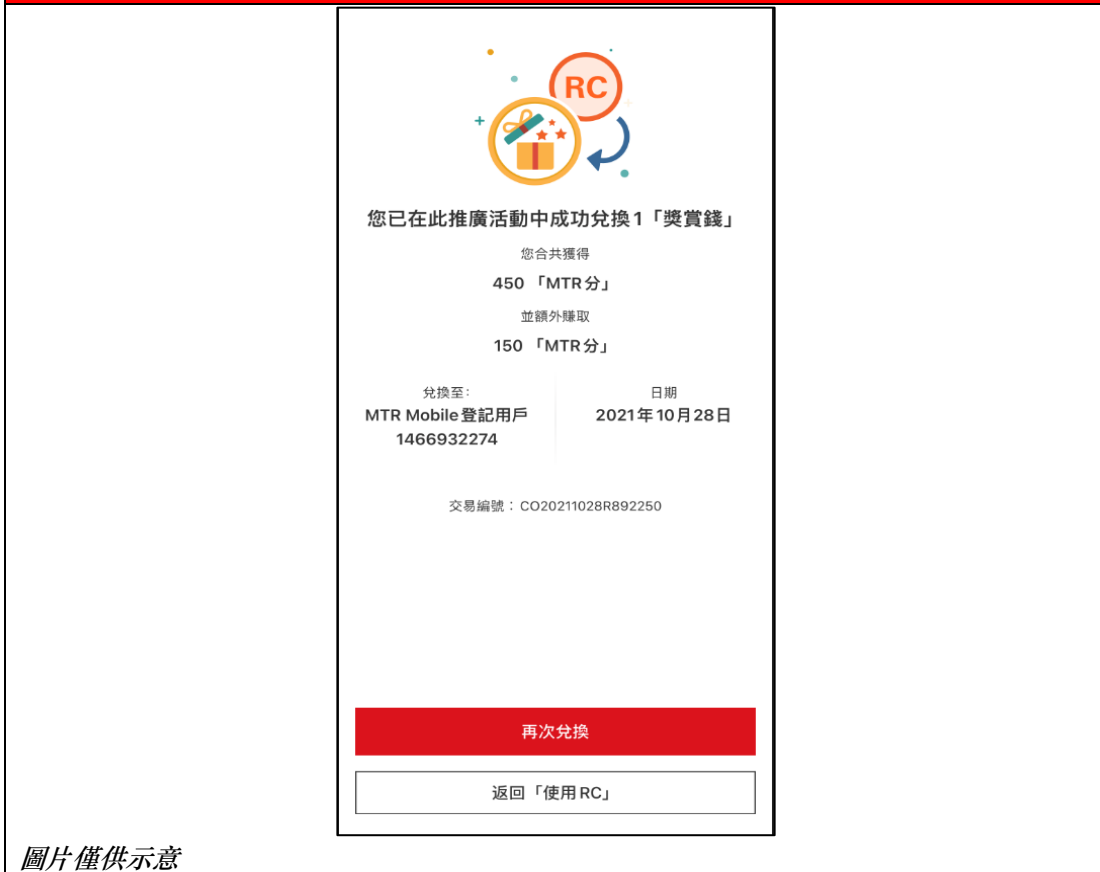 RC
您已在此推廣活動中成功兌換1「獎賞錢」
您合共獲得
450 「MTR分」
並額外賺取
150 「MTR分」
兌換至:
MTR Mobile登記用戶
1466932274
日期
2021年10月28日
交易編號：CO20211028R892250
再次兌換
返回「使用RC」
圖片僅供示意